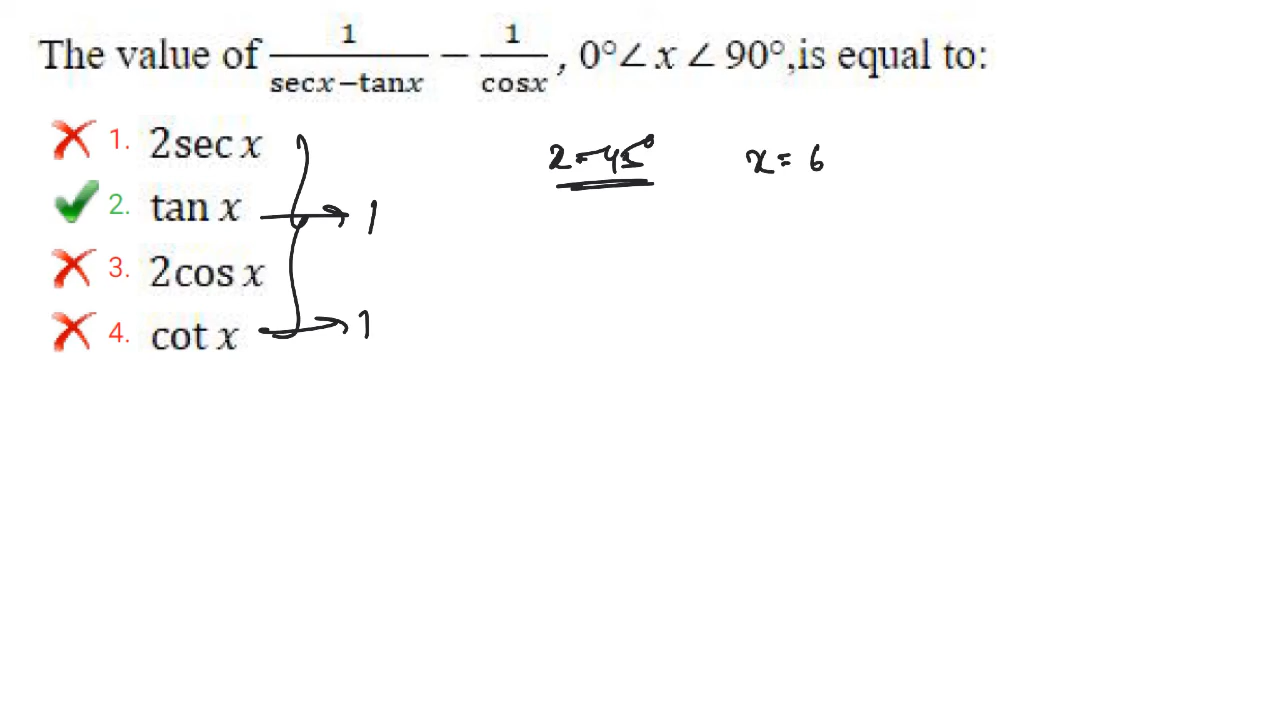 The value of 1/(secx−tanx) − 1/cosx , 0°∠ x ∠ 90°,is equal to:
1. 2sec x
2. tan x → 1
3. 2cos x
4. cot x → 1
x=45°
x= 6